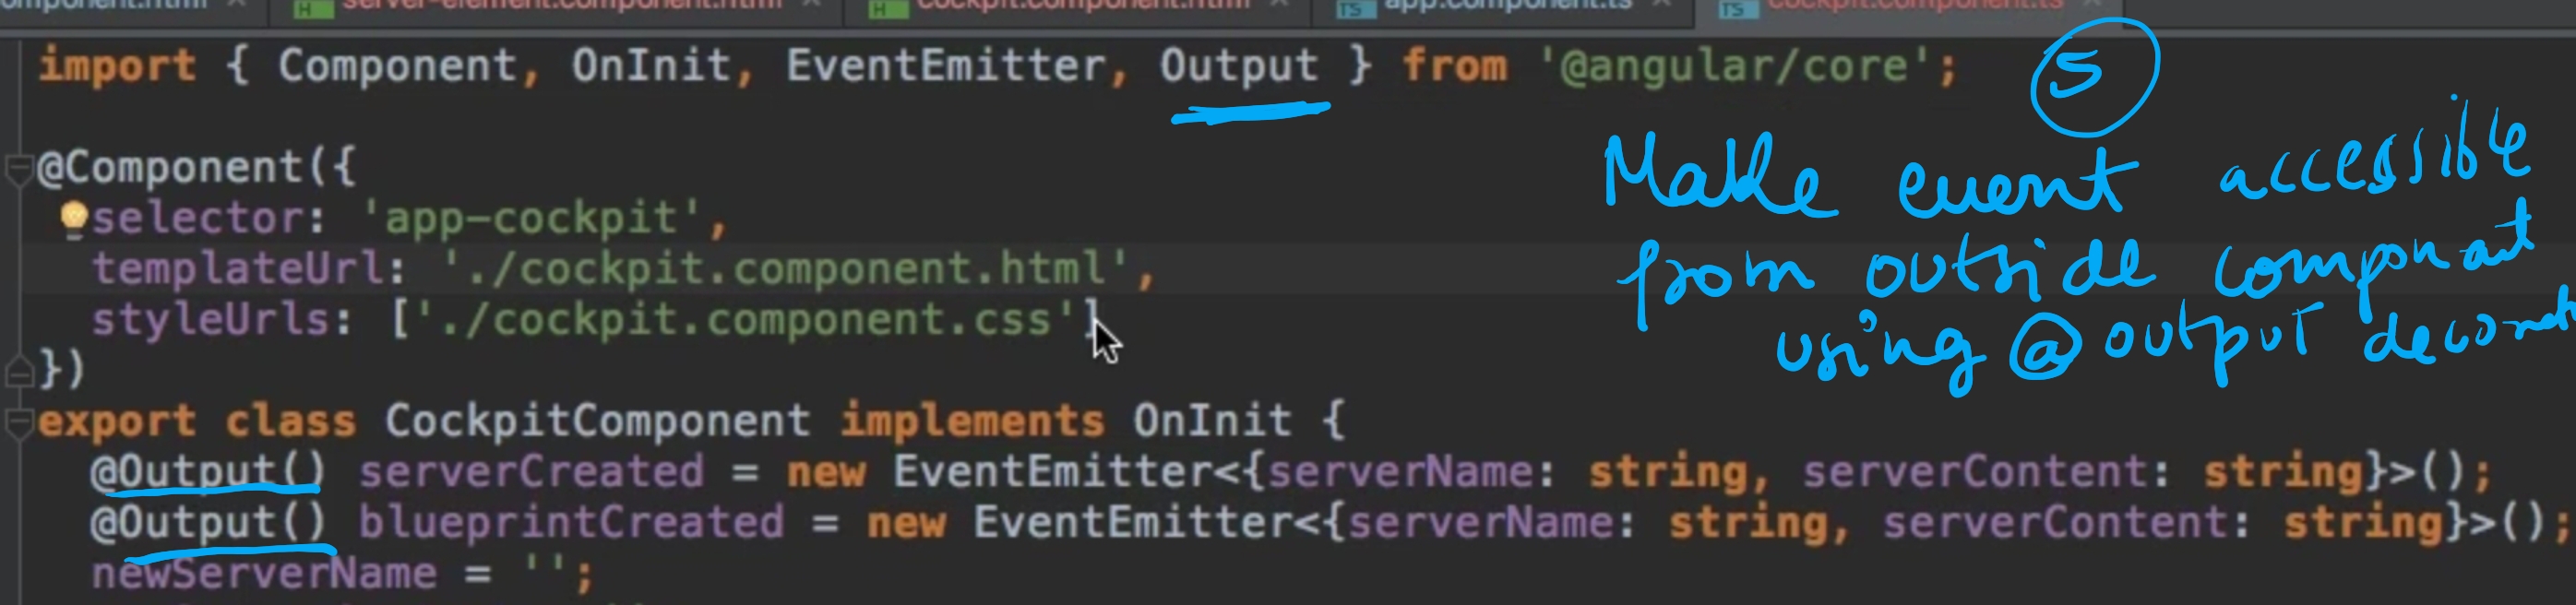 server-element.component.html cockpit.component.html app.component.ts cockpit.component.ts
import { Component, OnInit, EventEmitter, Output } from '@angular/core'; 5
@Component({
selector: 'app-cockpit',
templateUrl: './cockpit.component.html',
styleUrls: ['./cockpit.component.css']
})
Make event accessible
from outside component
using @output
export class CockpitComponent implements OnInit {
@Output() serverCreated = new EventEmitter<{serverName: string, serverContent: string}>();
@Output() blueprintCreated = new EventEmitter<{serverName: string, serverContent: string}>();
newServerName = '';